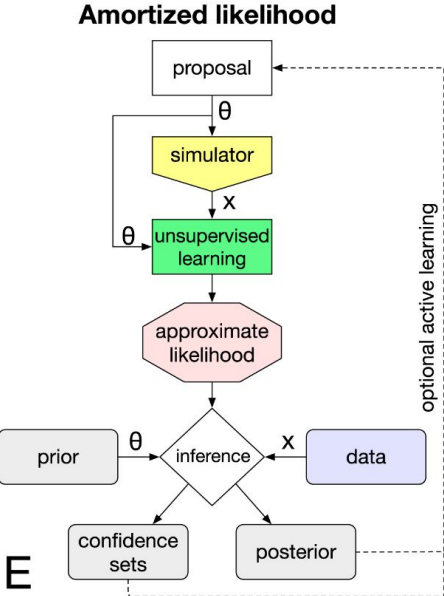 Amortized likelihood
proposal
θ
simulator
x
θ
unsupervised
learning
approximate
likelihood
optional active learning
prior
θ
inference
x
data
confidence
sets
posterior
E